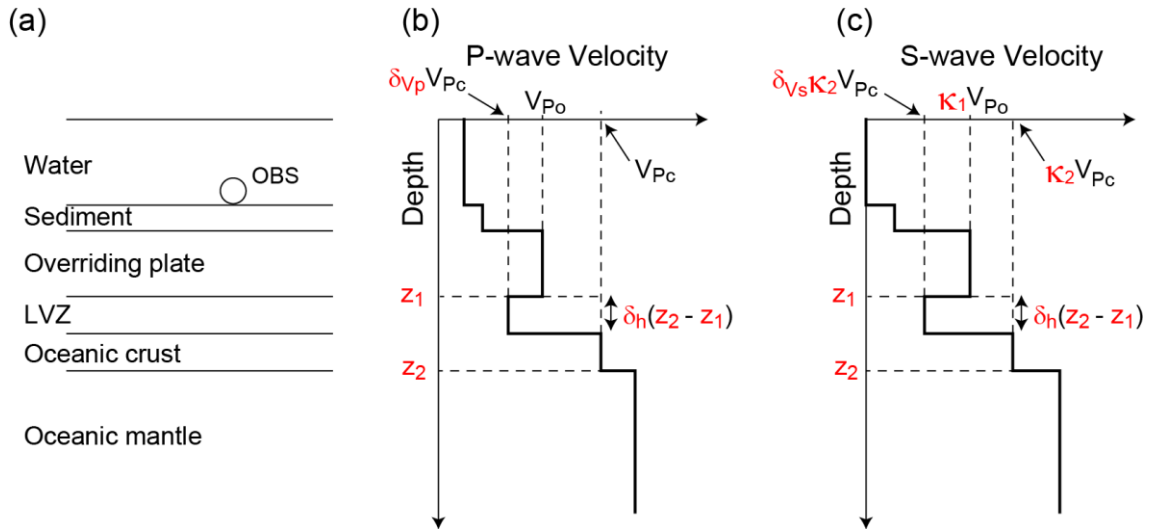 (a)
Water
OBS
Sediment
Overriding plate
LVZ
Oceanic crust
Oceanic mantle
(b)
P-wave Velocity
δVpVPc
VPo
VPc
Depth
z1
δh(z2 - z1)
z2
(c)
S-wave Velocity
δVsκ2VPc
κ1VPo
κ2VPc
Depth
z1
δh(z2 - z1)
z2